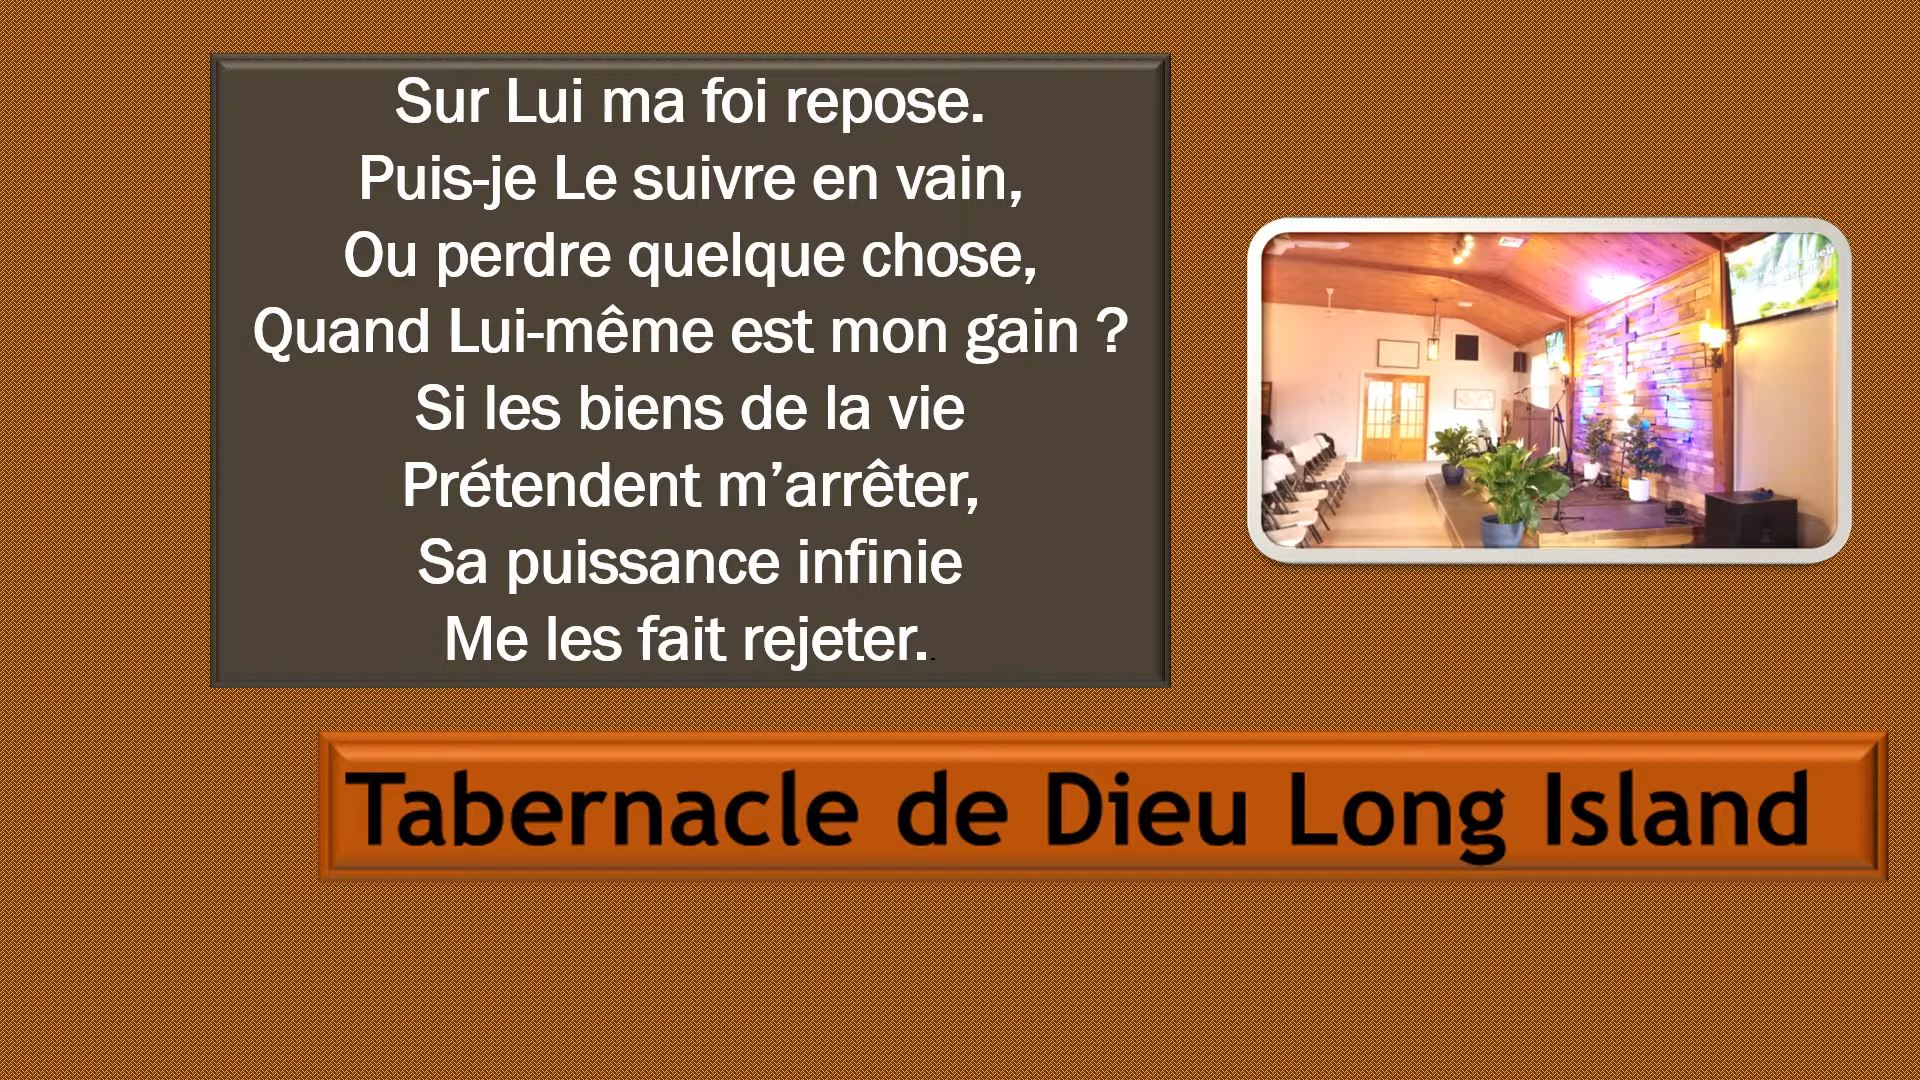 Sur Lui ma foi repose.
Puis-je Le suivre en vain,
Ou perdre quelque chose,
Quand Lui-même est mon gain ?
Si les biens de la vie
Prétendent m’arrêter,
Sa puissance infinie
Me les fait rejeter..
Tabernacle de Dieu Long Island